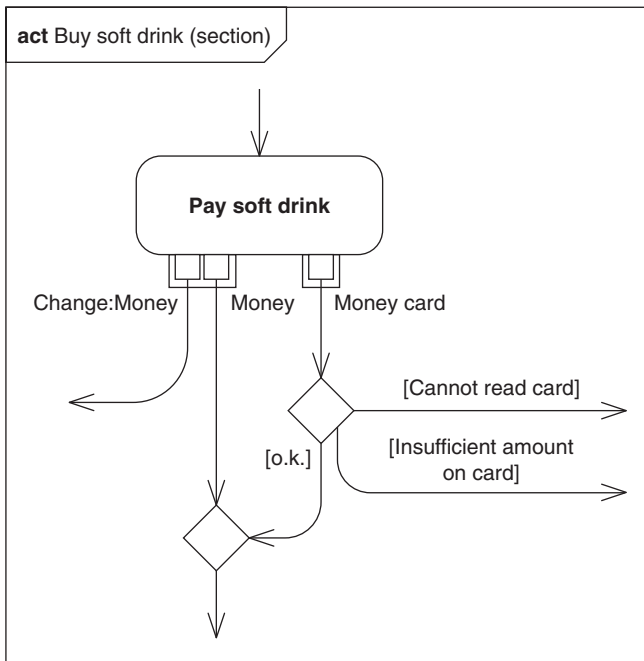 act Buy soft drink (section)
Pay soft drink
Change:Money
Money
Money card
[Cannot read card]
[o.k.]
[Insufficient amount
on card]